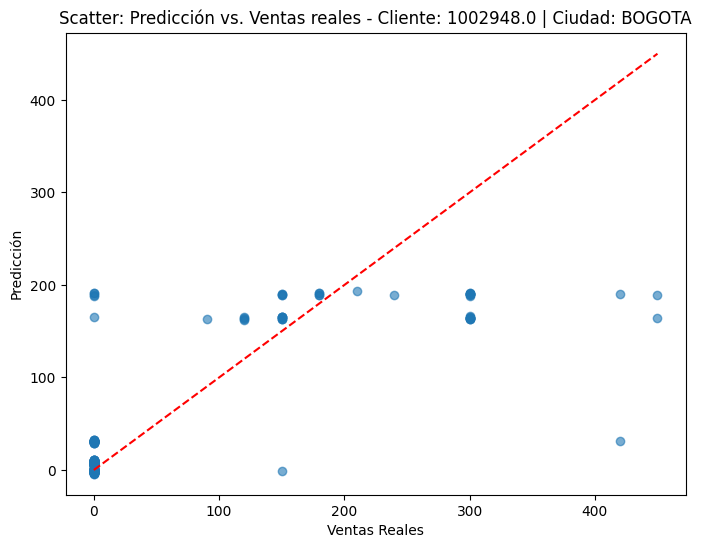 Scatter: Predicción vs. Ventas reales - Cliente: 1002948.0 | Ciudad: BOGOTA
Predicción
400
300
200
100
0
0 100 200 300 400
Ventas Reales